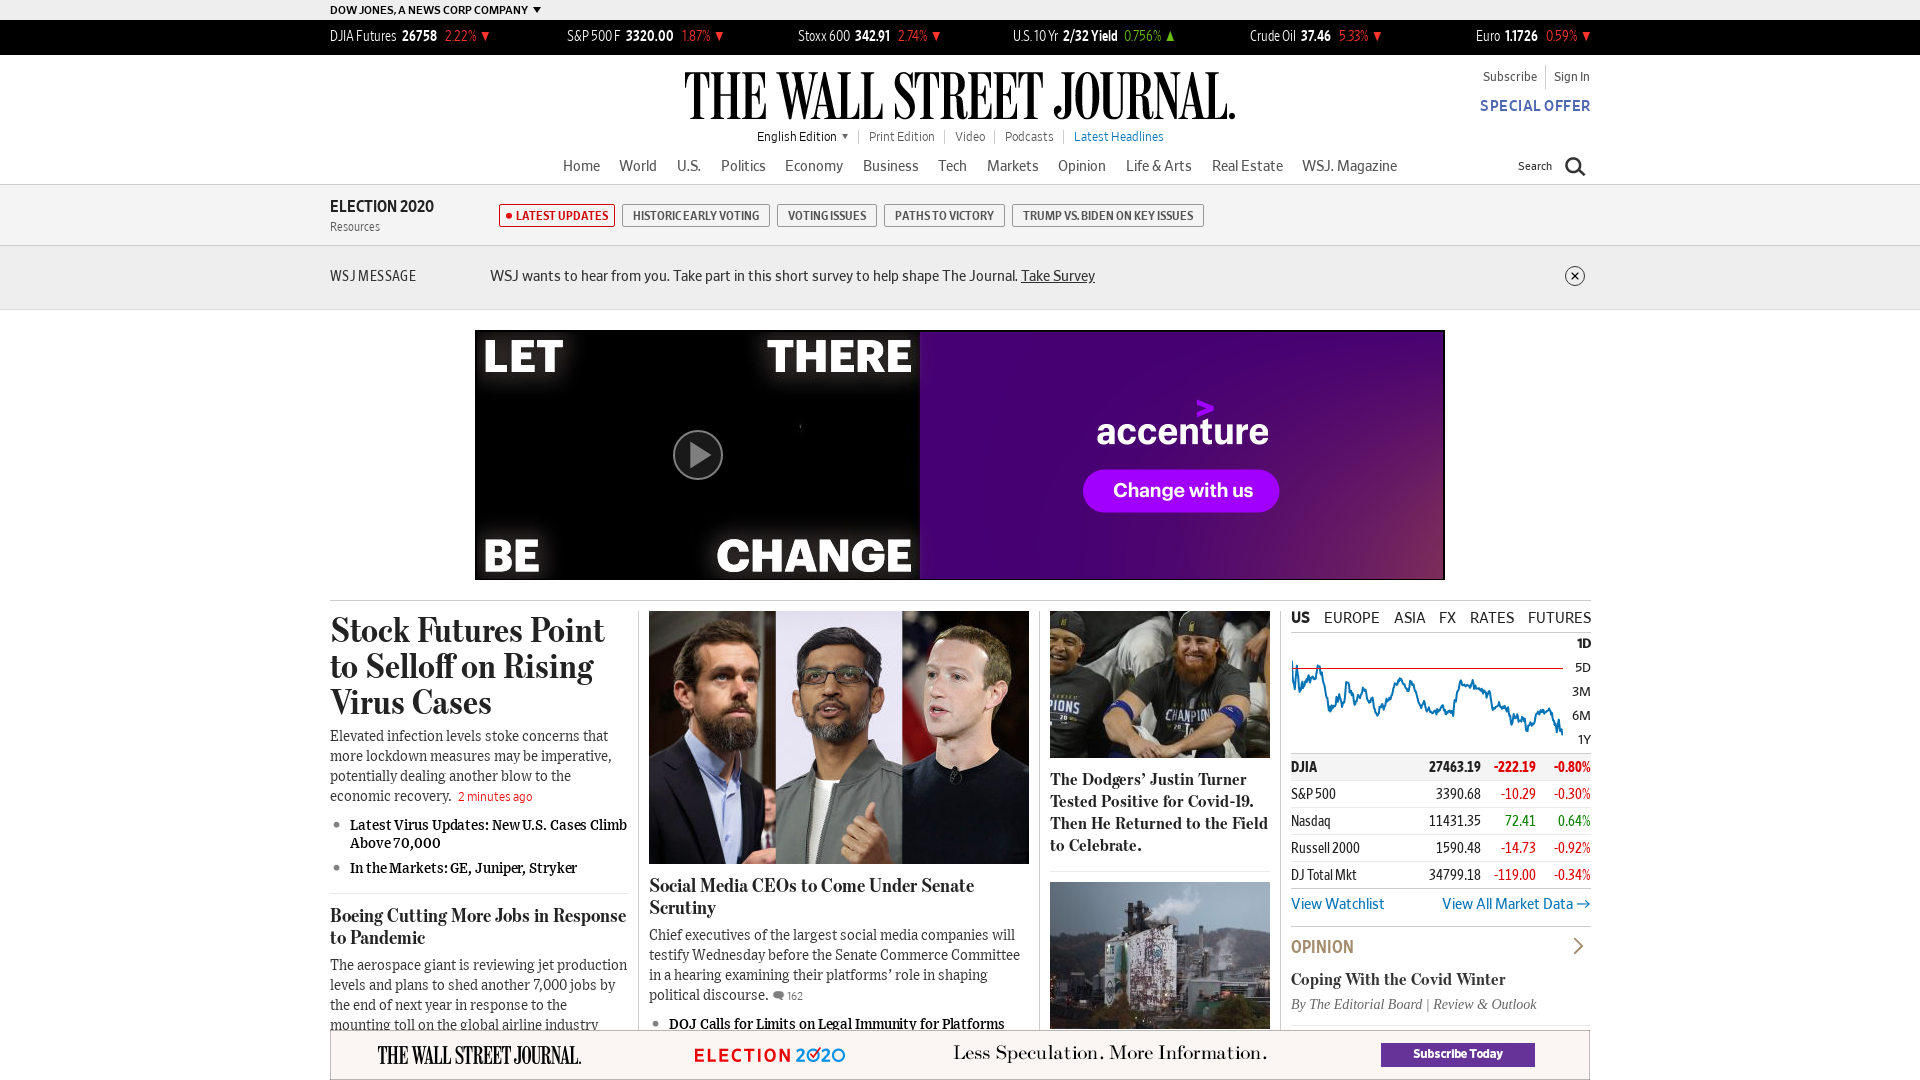 DOW JONES, A NEWS CORP COMPANY
DJIA Futures 26758 2.22%
S&P 500 F 3320.00 1.87%
Stoxx 600 342.91 2.74%
U.S. 10 Yr 2/32 Yield 0.756%
Crude Oil 37.46 5.33%
Euro 1.1726 0.59%
THE WALL STREET JOURNAL.
Subscribe
Sign In
SPECIAL OFFER
English Edition
Print Edition
Video
Podcasts
Latest Headlines
Home World U.S. Politics Economy Business Tech Markets Opinion Life & Arts Real Estate WSJ. Magazine
Search
ELECTION 2020
Resources
LATEST UPDATES
HISTORIC EARLY VOTING
VOTING ISSUES
PATHS TO VICTORY
TRUMP VS. BIDEN ON KEY ISSUES
WSJ MESSAGE
WSJ wants to hear from you. Take part in this short survey to help shape The Journal. Take Survey
LET THERE
BE CHANGE
accenture
Change with us
Stock Futures Point
to Selloff on Rising
Virus Cases
Elevated infection levels stoke concerns that
more lockdown measures may be imperative,
potentially dealing another blow to the
economic recovery. 2 minutes ago
Latest Virus Updates: New U.S. Cases Climb
Above 70,000
In the Markets: GE, Juniper, Stryker
Boeing Cutting More Jobs in Response
to Pandemic
The aerospace giant is reviewing jet production
levels and plans to shed another 7,000 jobs by
the end of next year in response to the
mounting toll on the global airline industry
Social Media CEOs to Come Under Senate
Scrutiny
Chief executives of the largest social media companies will
testify Wednesday before the Senate Commerce Committee
in a hearing examining their platforms’ role in shaping
political discourse. 162
DOJ Calls for Limits on Legal Immunity for Platforms
The Dodgers’ Justin Turner
Tested Positive for Covid-19.
Then He Returned to the Field
to Celebrate.
US EUROPE ASIA FX RATES FUTURES
1D
5D
3M
6M
1Y
DJIA 27463.19 -222.19 -0.80%
S&P 500 3390.68 -10.29 -0.30%
Nasdaq 11431.35 72.41 0.64%
Russell 2000 1590.48 -14.73 -0.92%
DJ Total Mkt 34799.18 -119.00 -0.34%
View Watchlist
View All Market Data
OPINION
Coping With the Covid Winter
By The Editorial Board | Review & Outlook
THE WALL STREET JOURNAL.
ELECTION 2020
Less Speculation. More Information.
Subscribe Today